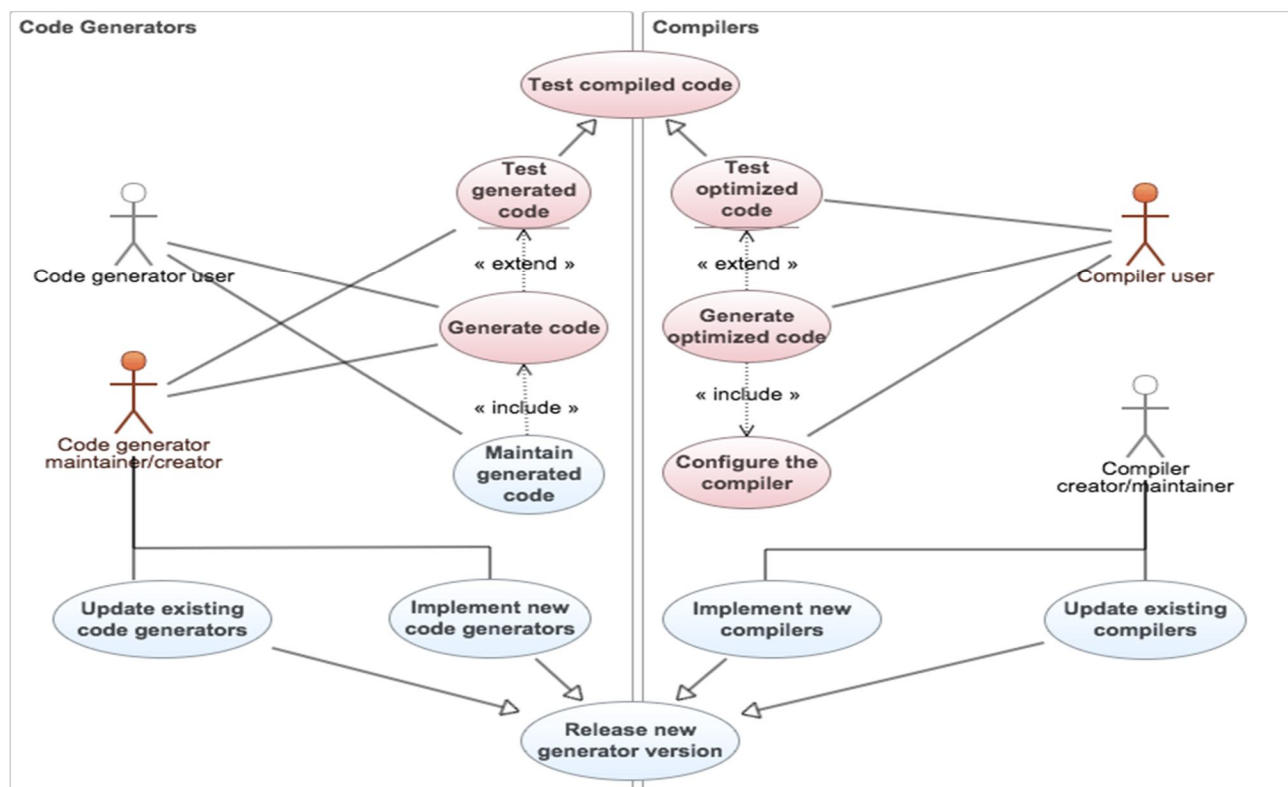 Code Generators
Compilers
Test compiled code
Test
generated
code
Test
optimized
code
Code generator user
« extend »
« extend »
Compiler user
Generate code
Generate
optimized code
« include »
« include »
Code generator
maintainer/creator
Maintain
generated
code
Configure the
compiler
Compiler
creator/maintainer
Update existing
code generators
Implement new
code generators
Implement new
compilers
Update existing
compilers
Release new
generator version